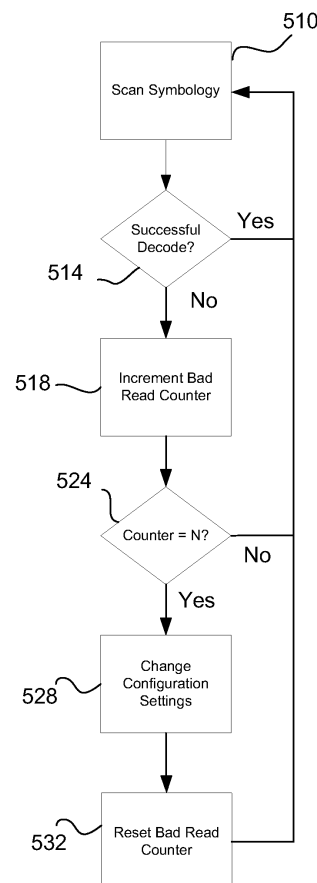 510
Scan Symbology
Successful
Decode?
Yes
514
No
518
Increment Bad
Read Counter
524
Counter = N?
No
Yes
Change
Configuration
Settings
528
Reset Bad Read
Counter
532